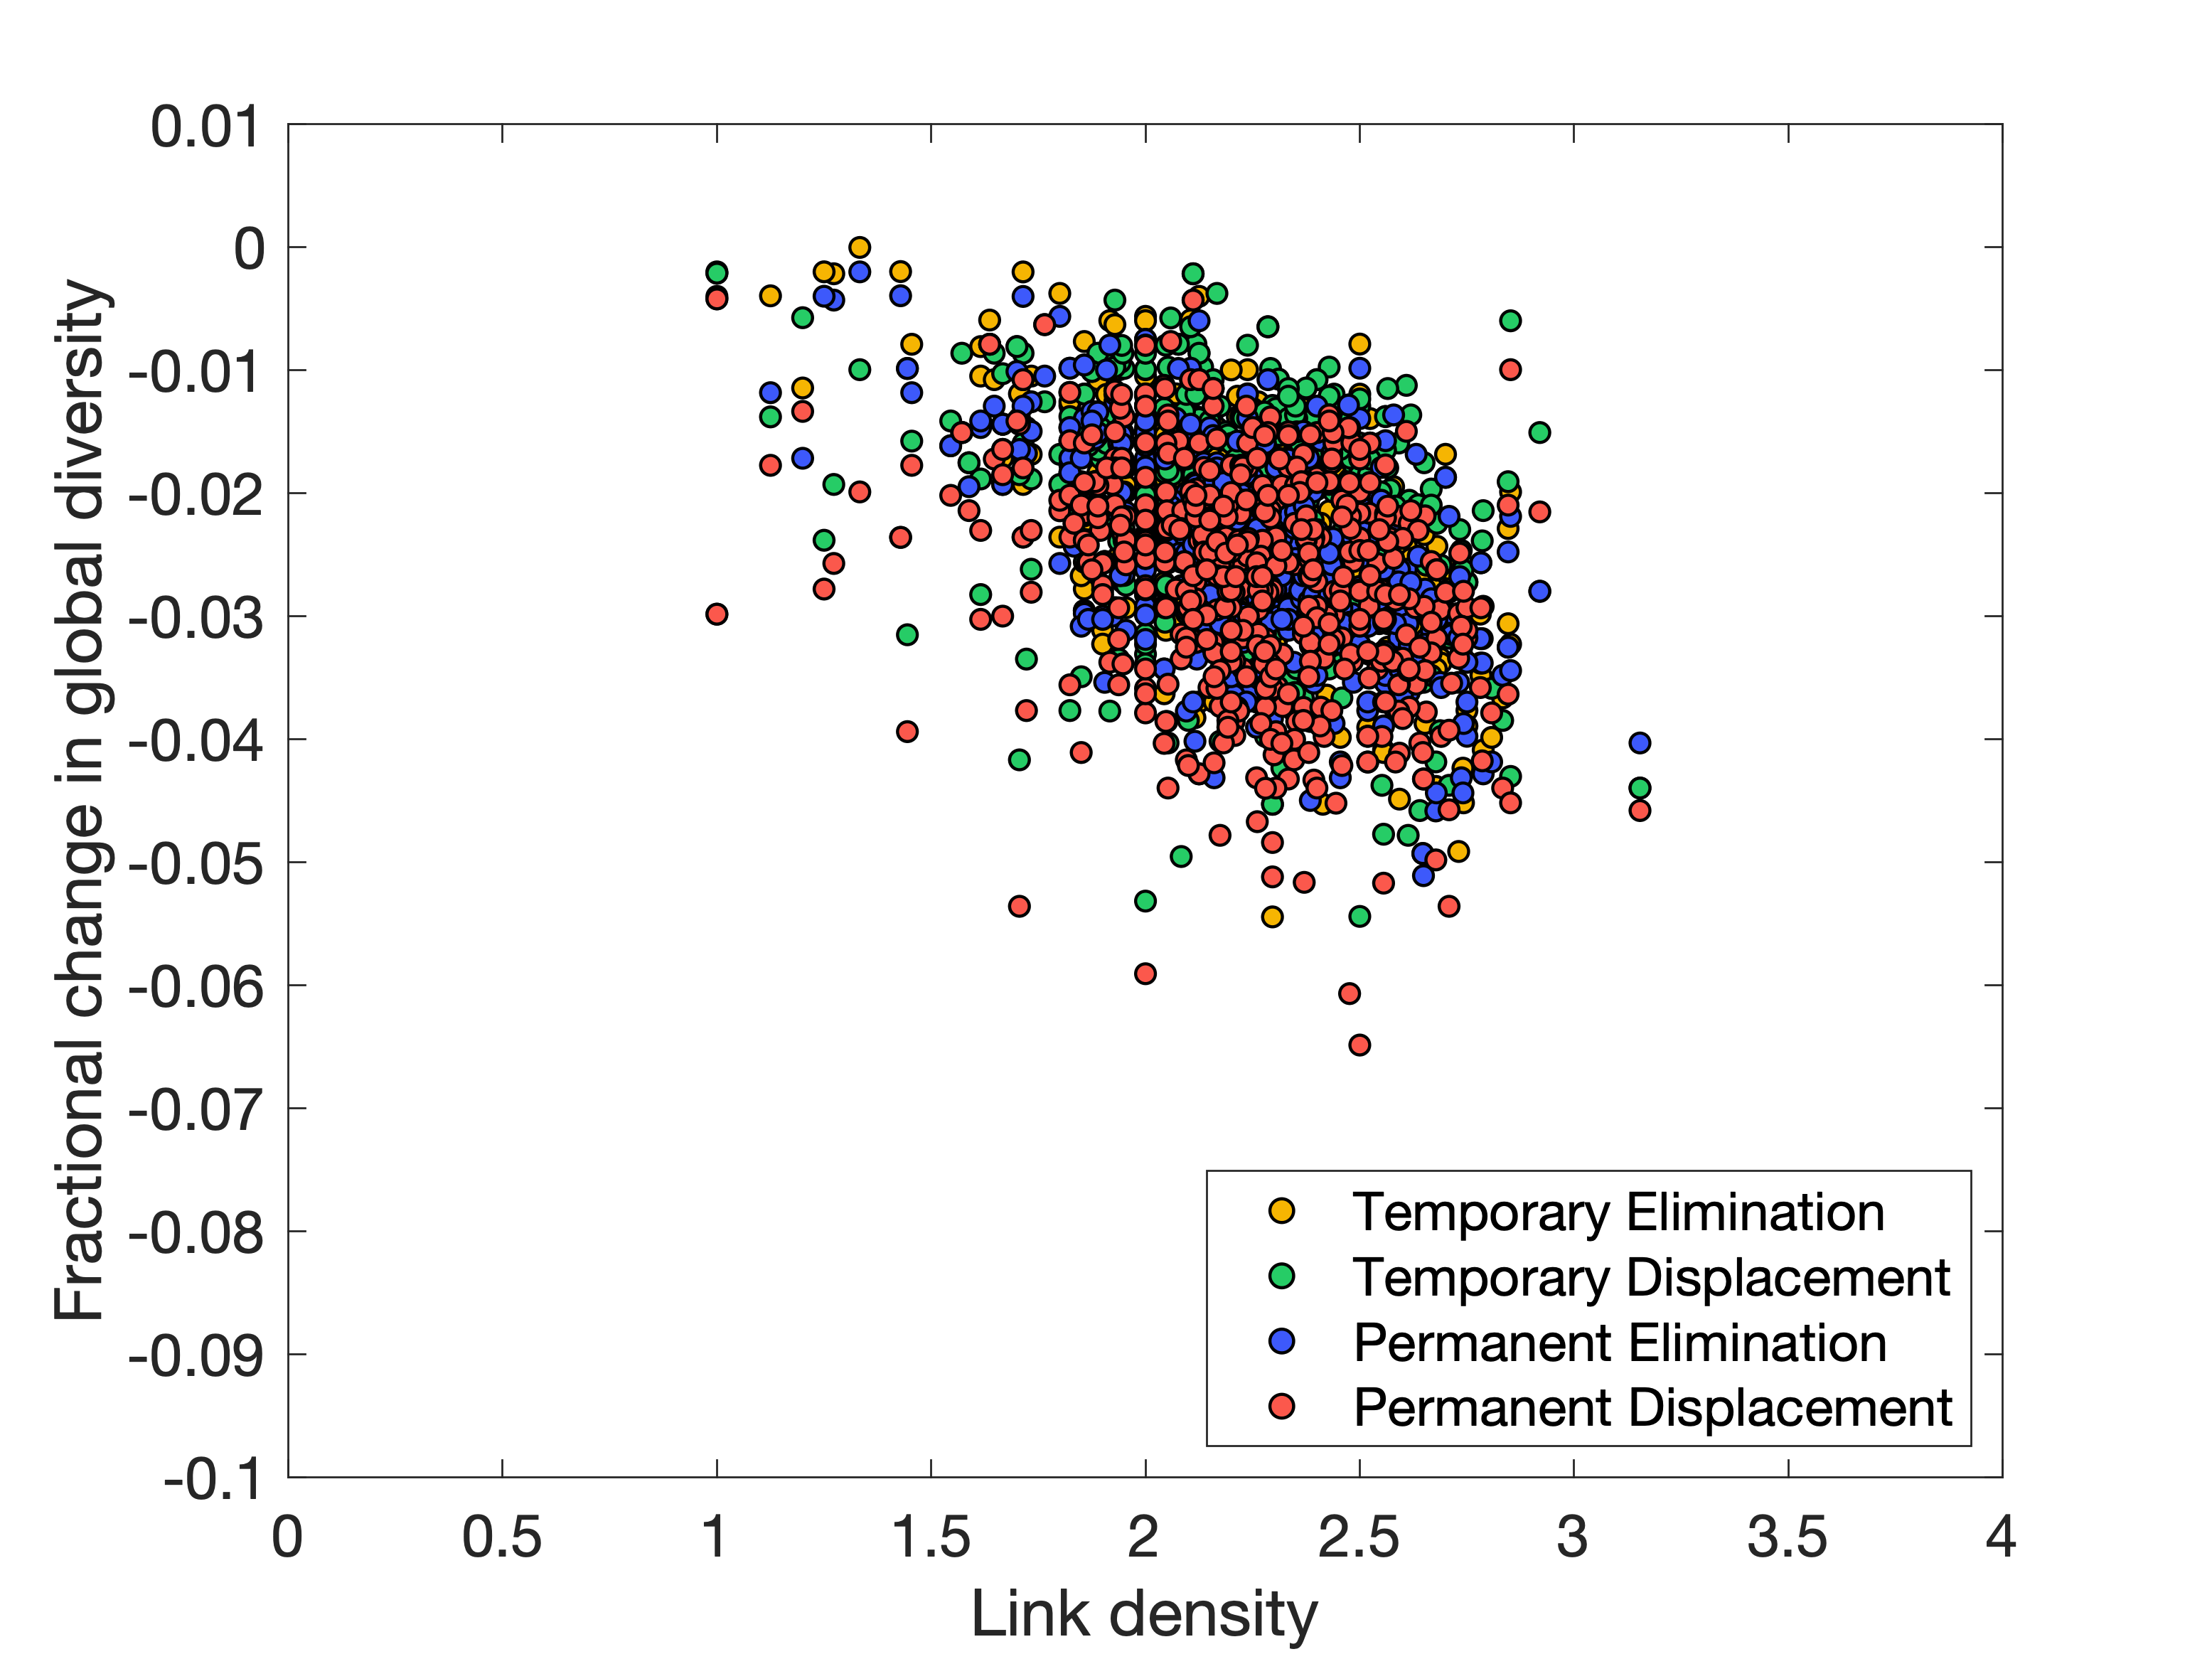 Fractional change in global diversity
0.01
0
-0.01
-0.02
-0.03
-0.04
-0.05
-0.06
-0.07
-0.08
-0.09
-0.1
Temporary Elimination
Temporary Displacement
Permanent Elimination
Permanent Displacement
0 0.5 1 1.5 2 2.5 3 3.5 4
Link density